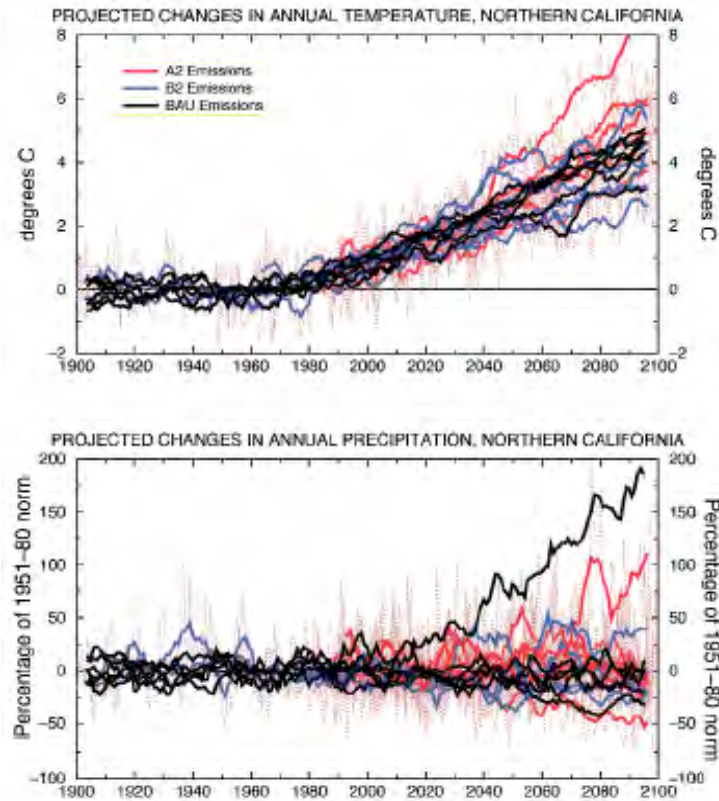 PROJECTED CHANGES IN ANNUAL TEMPERATURE, NORTHERN CALIFORNIA
8
6
4
2
0
-2
degrees C
A2 Emissions
B2 Emissions
BAU Emissions
8
6
4
2
0
-2
degrees C
1900 1920 1940 1960 1980 2000 2020 2040 2060 2080 2100
PROJECTED CHANGES IN ANNUAL PRECIPITATION, NORTHERN CALIFORNIA
200
150
100
50
0
-50
-100
Percentage of 1951-80 norm
200
150
100
50
0
-50
-100
Percentage of 1951-80 norm
1900 1920 1940 1960 1980 2000 2020 2040 2060 2080 2100